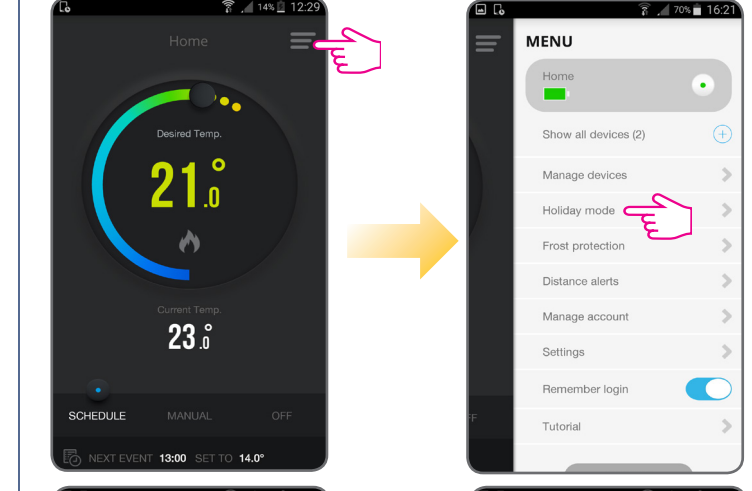 14% 12:29
Home
Desired Temp.
21.0°
Current Temp.
23.0°
SCHEDULE MANUAL OFF
NEXT EVENT 13:00 SET TO 14.0°
70% 16:21
MENU
Home
Show all devices (2)
Manage devices
Holiday mode
Frost protection
Distance alerts
Manage account
Settings
Remember login
Tutorial